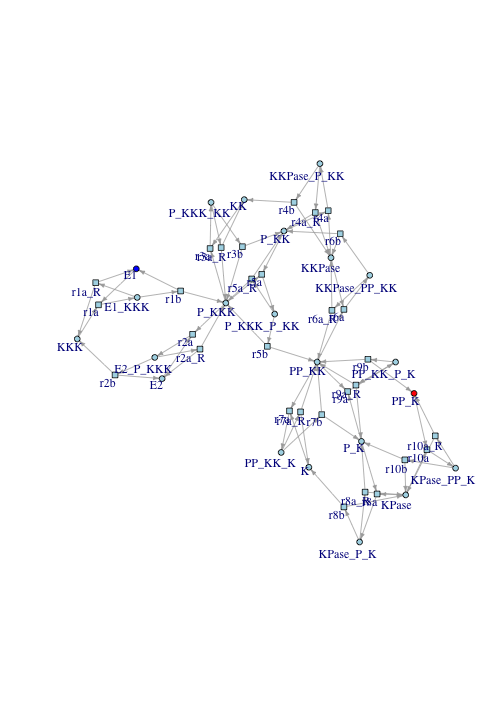 KKPase_P_KK
KK
P_KKK_KK
r4b
r4a_R
r4a
P_KK
r6b
r3a_R
r3b
KKPase
E1
r5a_R
r5a
KKPase_PP_KK
r1a_R
E1_KKK
r1b
r1a
P_KKK
r6a_R
r6a
P_KKK_P_KK
KKK
r2a
r2a_R
r5b
E2_P_KKK
r2b
E2
PP_KK
r9b
PP_KK_P_K
r9a_R
r9a
PP_K
r7a_R
r7b
P_K
r10a_R
r10a
PP_KK_K
K
r10b
KPase_PP_K
r8a_R
r8a
KPase
r8b
KPase_P_K